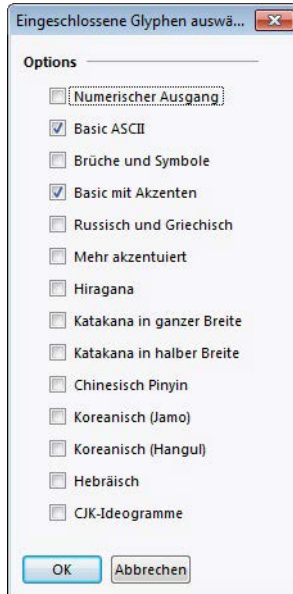 Eingeschlossene Glyphen auswä...
Options
Numerischer Ausgang
Basic ASCII
Brüche und Symbole
Basic mit Akzenten
Russisch und Griechisch
Mehr akzentuiert
Hiragana
Katakana in ganzer Breite
Katakana in halber Breite
Chinesisch Pinyin
Koreanisch (Jamo)
Koreanisch (Hangul)
Hebräisch
CJK-Ideogramme
OK Abbrechen